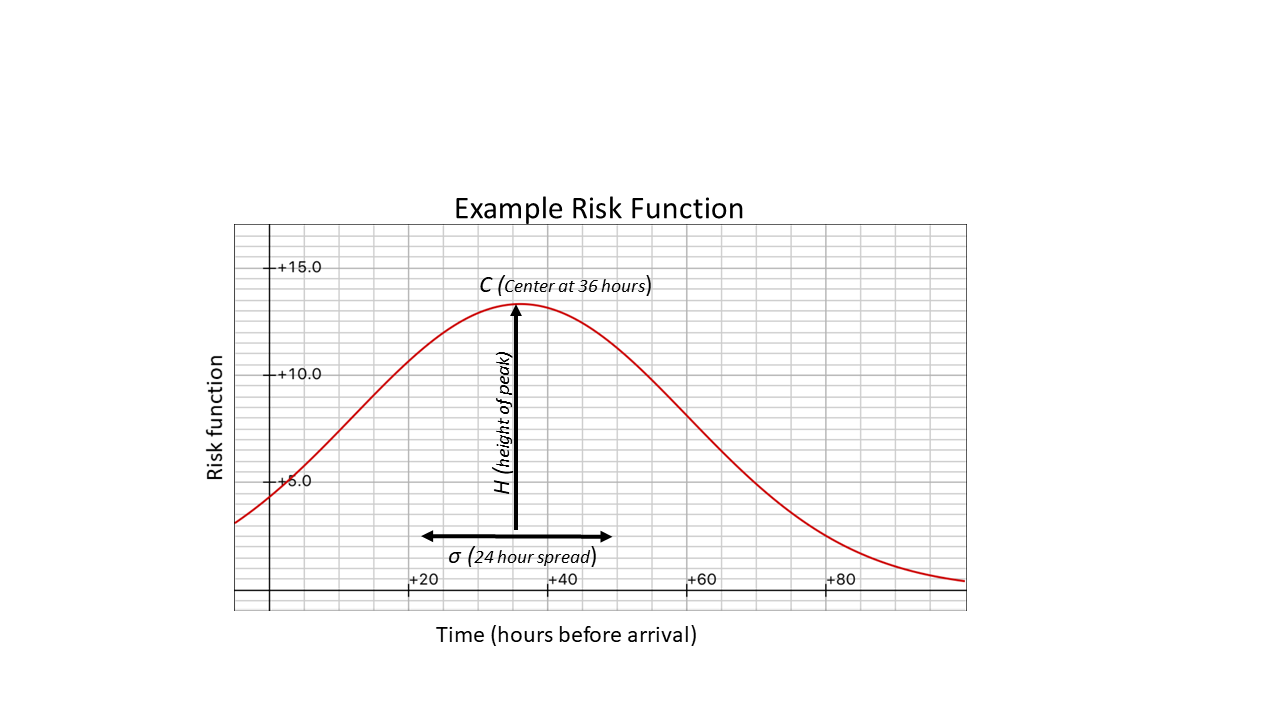 Example Risk Function
+15.0
C (Center at 36 hours)
+10.0
H (height of peak)
Risk function
+5.0
σ (24 hour spread)
+20
+40
+60
+80
Time (hours before arrival)